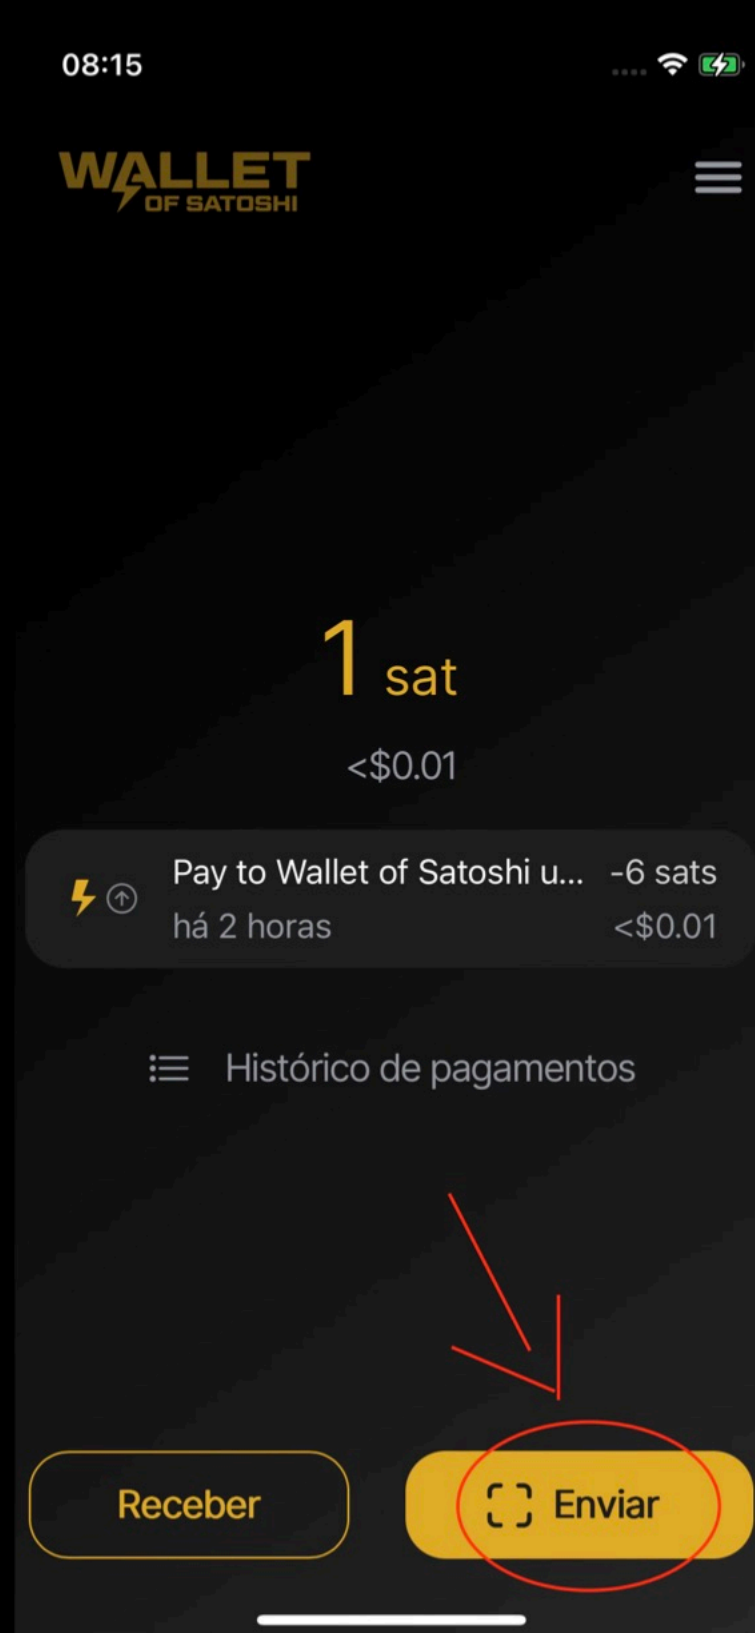 08:15
WALLET
OF SATOSHI
1 sat
<$0.01
Pay to Wallet of Satoshi u... -6 sats
há 2 horas <$0.01
Histórico de pagamentos
Receber Enviar